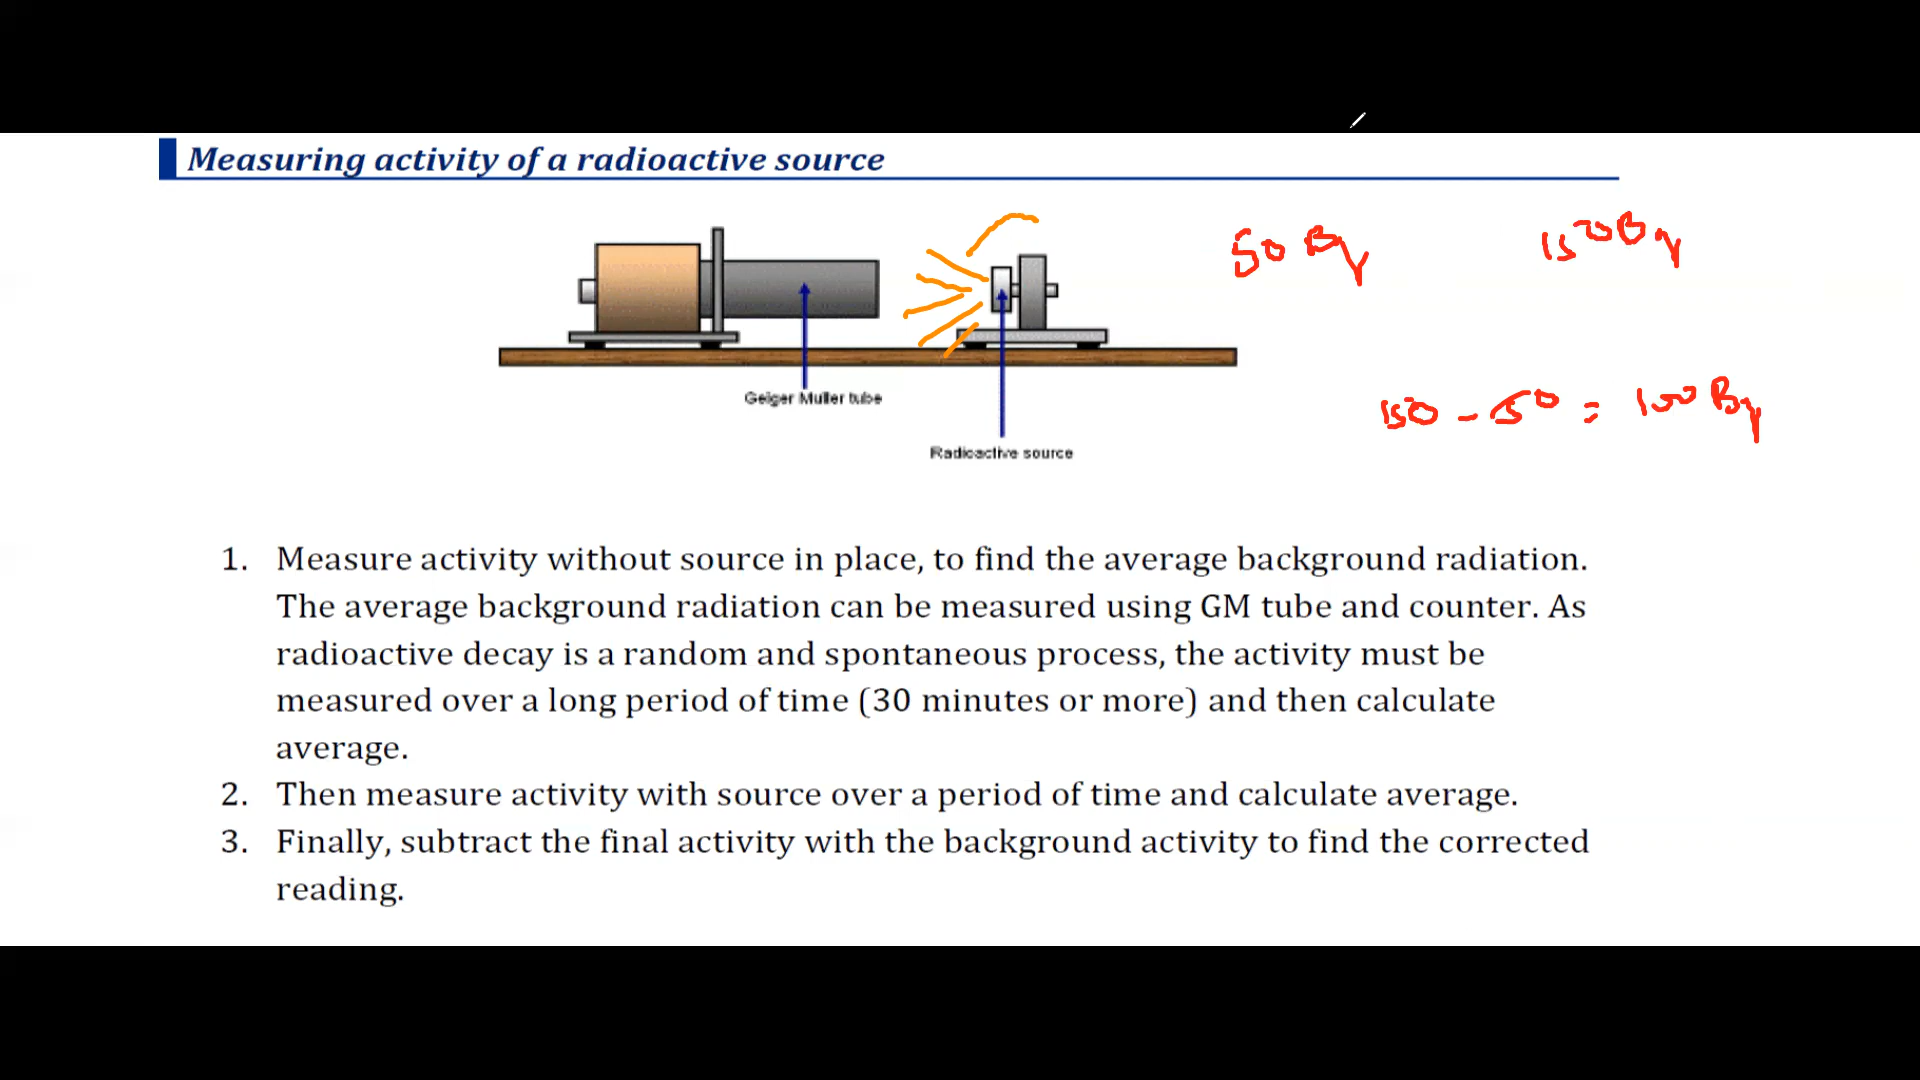 Measuring activity of a radioactive source
50 Bq
150 Bq
150 - 50 = 100 Bq
Geiger Muller tube
Radioactive source
1. Measure activity without source in place, to find the average background radiation.
The average background radiation can be measured using GM tube and counter. As
radioactive decay is a random and spontaneous process, the activity must be
measured over a long period of time (30 minutes or more) and then calculate
average.
2. Then measure activity with source over a period of time and calculate average.
3. Finally, subtract the final activity with the background activity to find the corrected
reading.